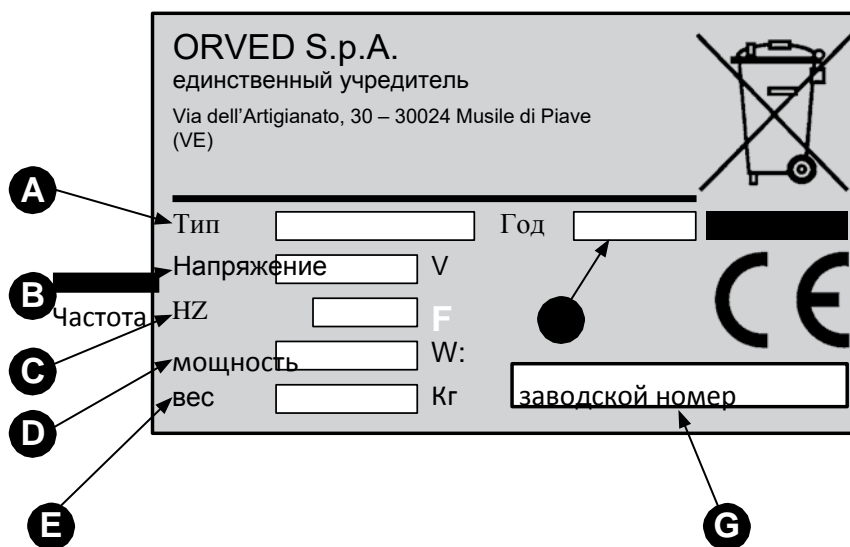 ORVED S.p.A.
единственный учредитель
Via dell'Artigianato, 30 – 30024 Musile di Piave
(VE)
A
Тип Год
B
Напряжение V
Частота HZ F
C
мощность W:
D
вес Кг заводской номер
E
G